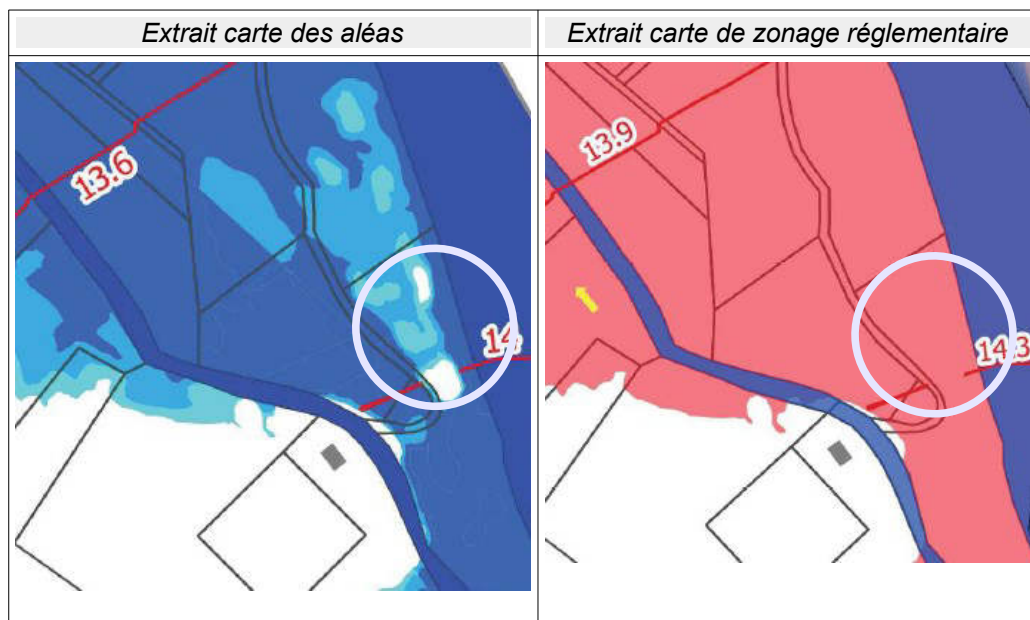 Extrait carte des aléas
Extrait carte de zonage réglementaire
13.6
14
13.9
14.3